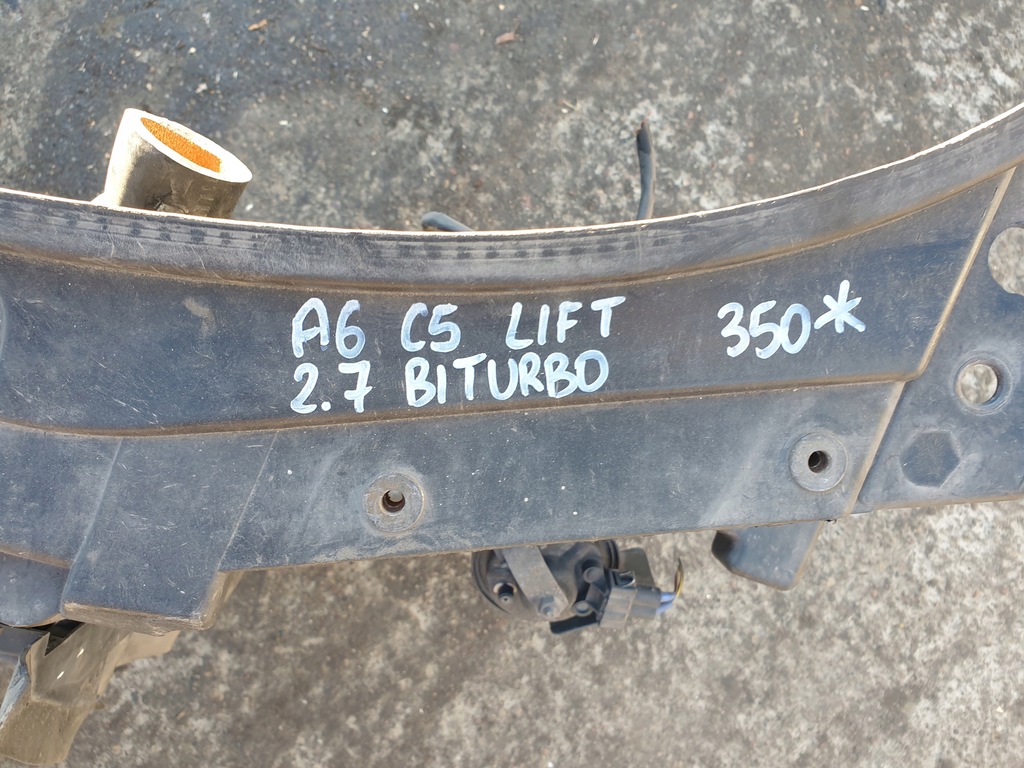 A6 C5 LIFT 350*
2.7 BITURBO